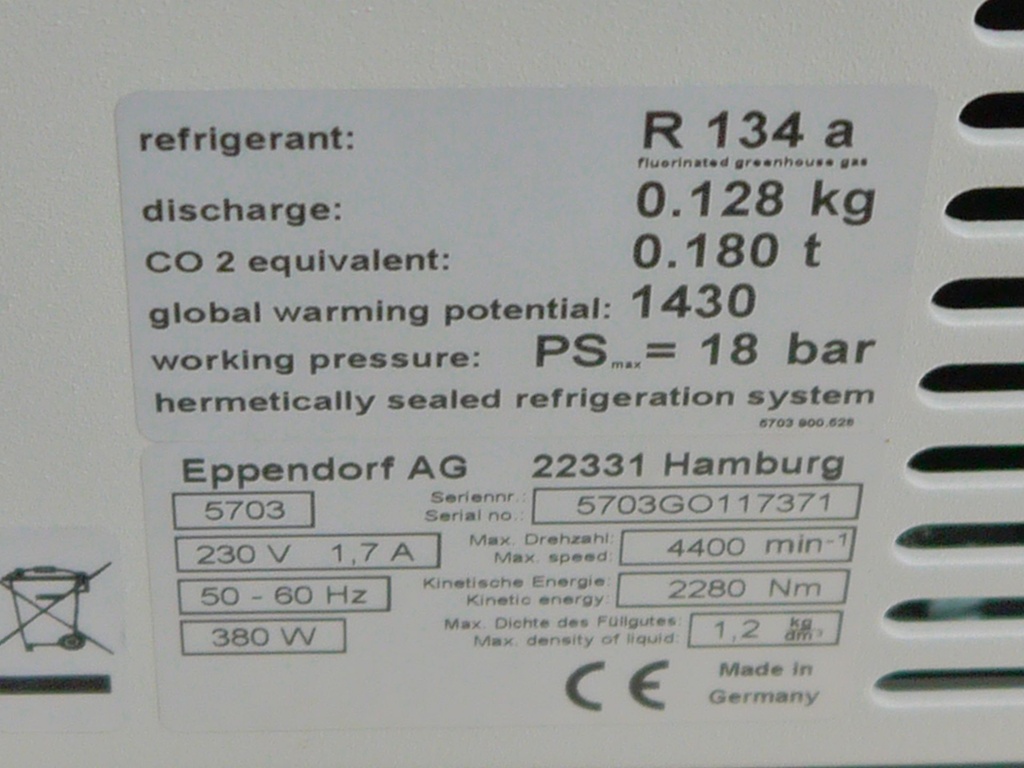 refrigerant: R 134 a
fluorinated greenhouse gas
discharge: 0.128 kg
CO 2 equivalent: 0.180 t
global warming potential: 1430
working pressure: PSmax= 18 bar
hermetically sealed refrigeration system
5703 900.628
Eppendorf AG 22331 Hamburg
5703 Seriennr.: 5703GO117371
Serial no.:
230 V 1,7 A Max. Drehzahl: 4400 min-1
Max. speed:
50 - 60 Hz Kinetische Energie: 2280 Nm
Kinetic energy:
380 W Max. Dichte des Füllgutes: 1,2 kg
Max. density of liquid: dm³
CE Made in
Germany